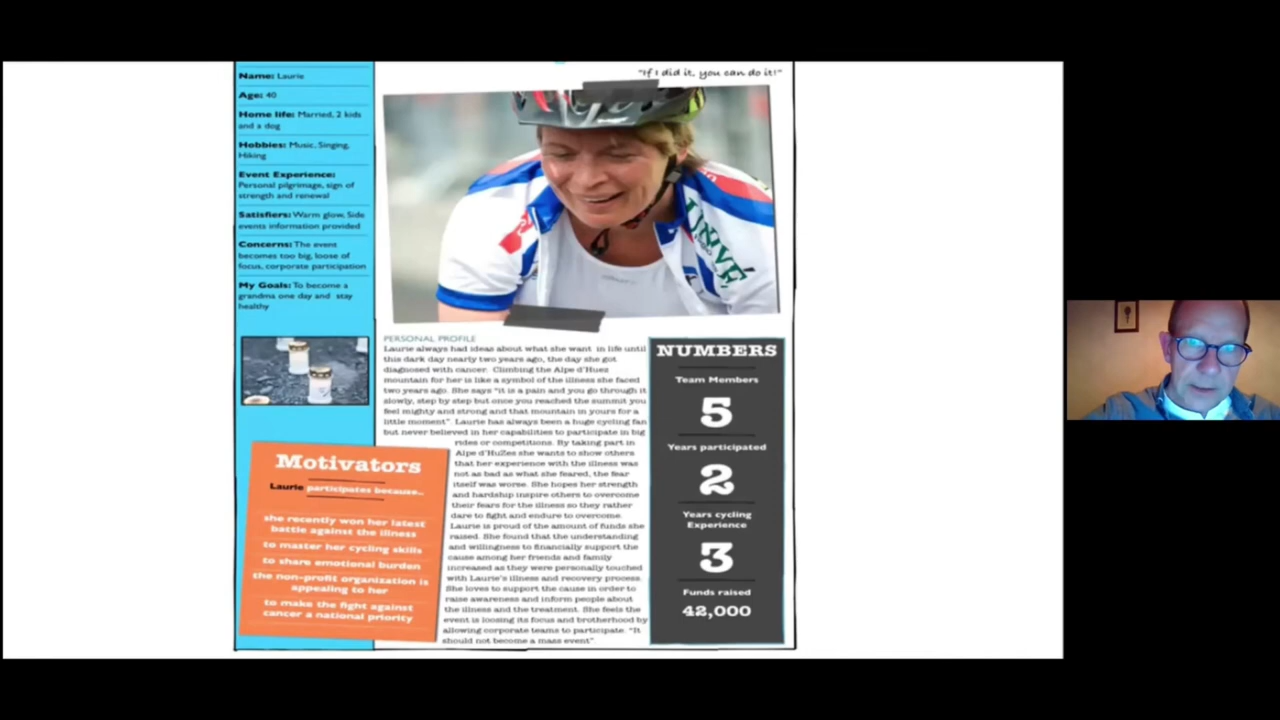 Name: Laurie
Age: 40
Home life: Married, 2 kids
and a dog
Hobbies: Music, Singing,
Hiking
Event Experience:
Personal pilgrimage, sign of
strength and renewal
Satisfiers: Warm glow, Side
events information provided
Concerns: The event
becomes too big, loose of
focus, corporate participation
My Goals: To become a
grandma one day and stay
healthy
Motivators
Laurie participates because...
she recently won her latest
battle against the illness
to master her cycling skills
to share emotional burden
the non-profit organization is
appealing to her
to make the fight against
cancer a national priority
"If I did it, you can do it!"
UNIVÉ
PERSONAL PROFILE
Laurie always had ideas about what she want in life until
this dark day nearly two years ago, the day she got
diagnosed with cancer. Climbing the Alpe d'Huez
mountain for her is like a symbol of the illness she faced
two years ago. She says "it is a pain and you go through it
slowly, step by step but once you reached the summit you
feel mighty and strong and that mountain in yours for a
little moment". Laurie has always been a huge cycling fan
but never believed in her capabilities to participate in big
rides or competitions. By taking part in
Alpe d'HuZes she wants to show others
that her experience with the illness was
not as bad as what she feared, the fear
itself was worse. She hopes her strength
and hardship inspire others to overcome
their fears for the illness so they rather
dare to fight and endure to overcome.
Laurie is proud of the amount of funds she
raised. She found that the understanding
and willingness to financially support the
cause among her friends and family
increased as they were personally touched
with Laurie's illness and recovery process.
She loves to support the cause in order to
raise awareness and inform people about
the illness and the treatment. She feels the
event is loosing its focus and brotherhood by
allowing corporate teams to participate. "It
should not become a mass event".
NUMBERS
Team Members
5
Years participated
2
Years cycling
Experience
3
Funds raised
42,000